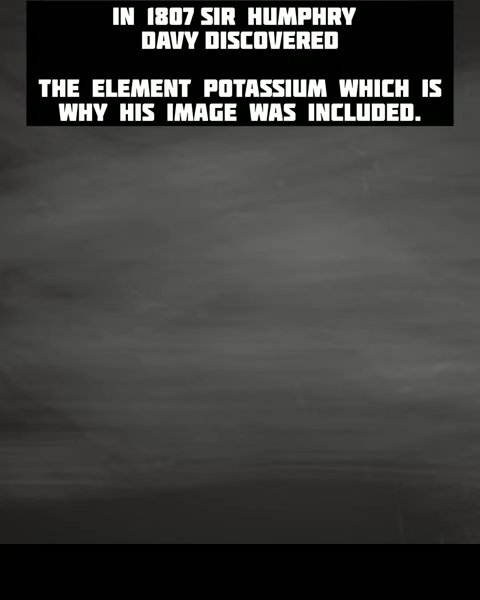 IN 1807 SIR HUMPHRY
DAVY DISCOVERED
THE ELEMENT POTASSIUM WHICH IS
WHY HIS IMAGE WAS INCLUDED.